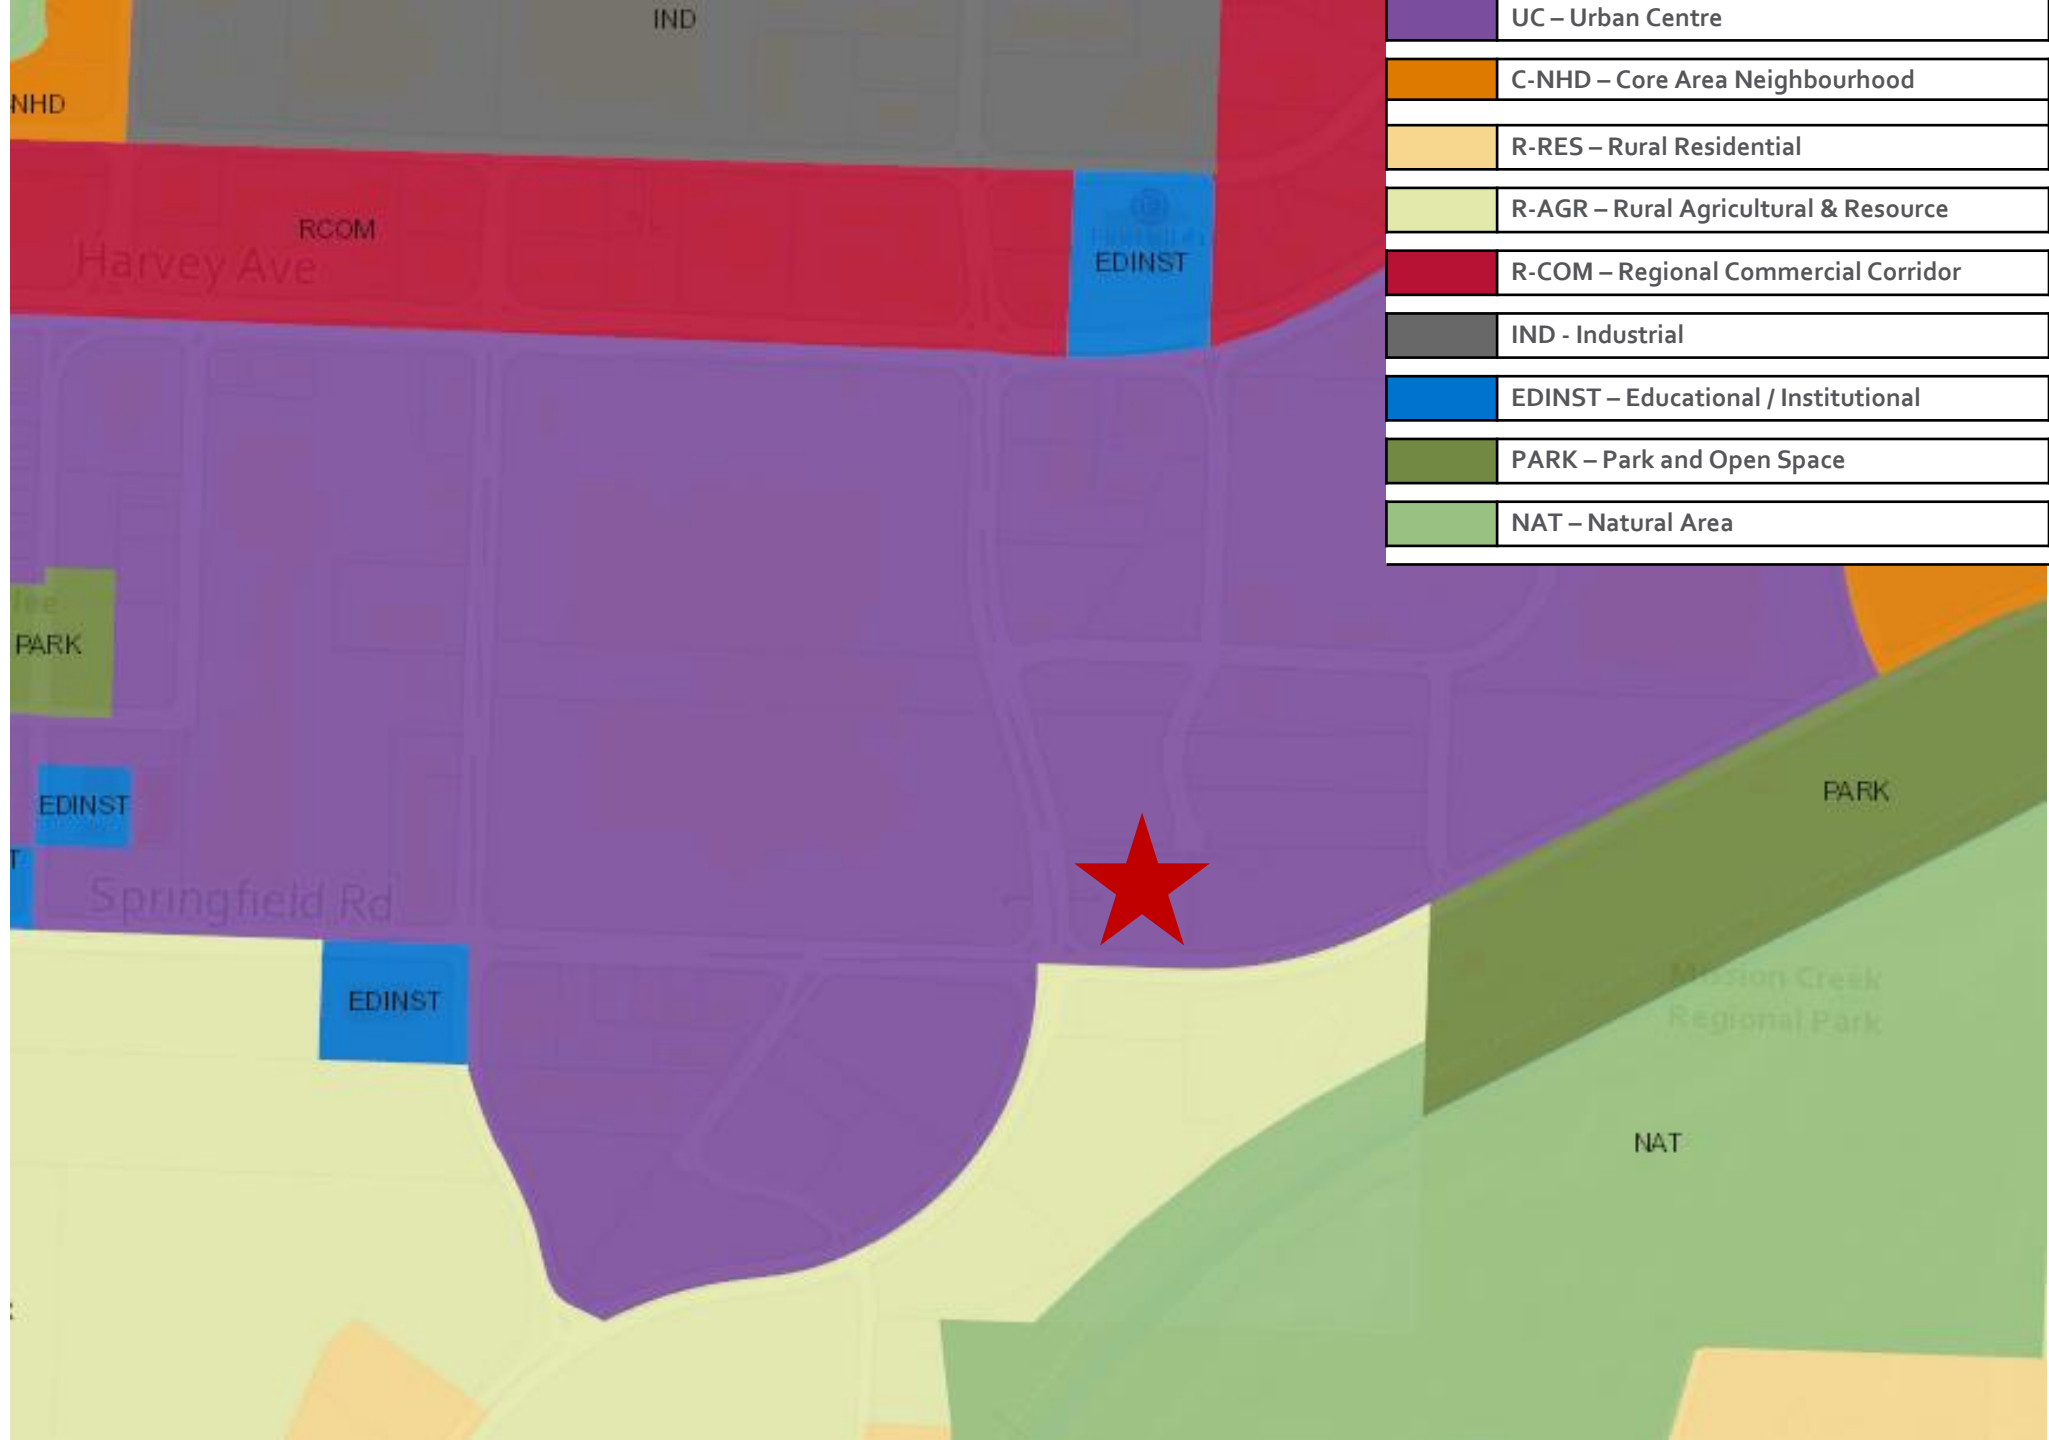 IND
UC – Urban Centre
C-NHD – Core Area Neighbourhood
NHD
R-RES – Rural Residential
R-AGR – Rural Agricultural & Resource
RCOM
Harvey Ave
EDINST
R-COM – Regional Commercial Corridor
IND - Industrial
EDINST – Educational / Institutional
PARK – Park and Open Space
NAT – Natural Area
PARK
PARK
EDINST
T
Springfield Rd
EDINST
Mission Creek
Regional Park
NAT